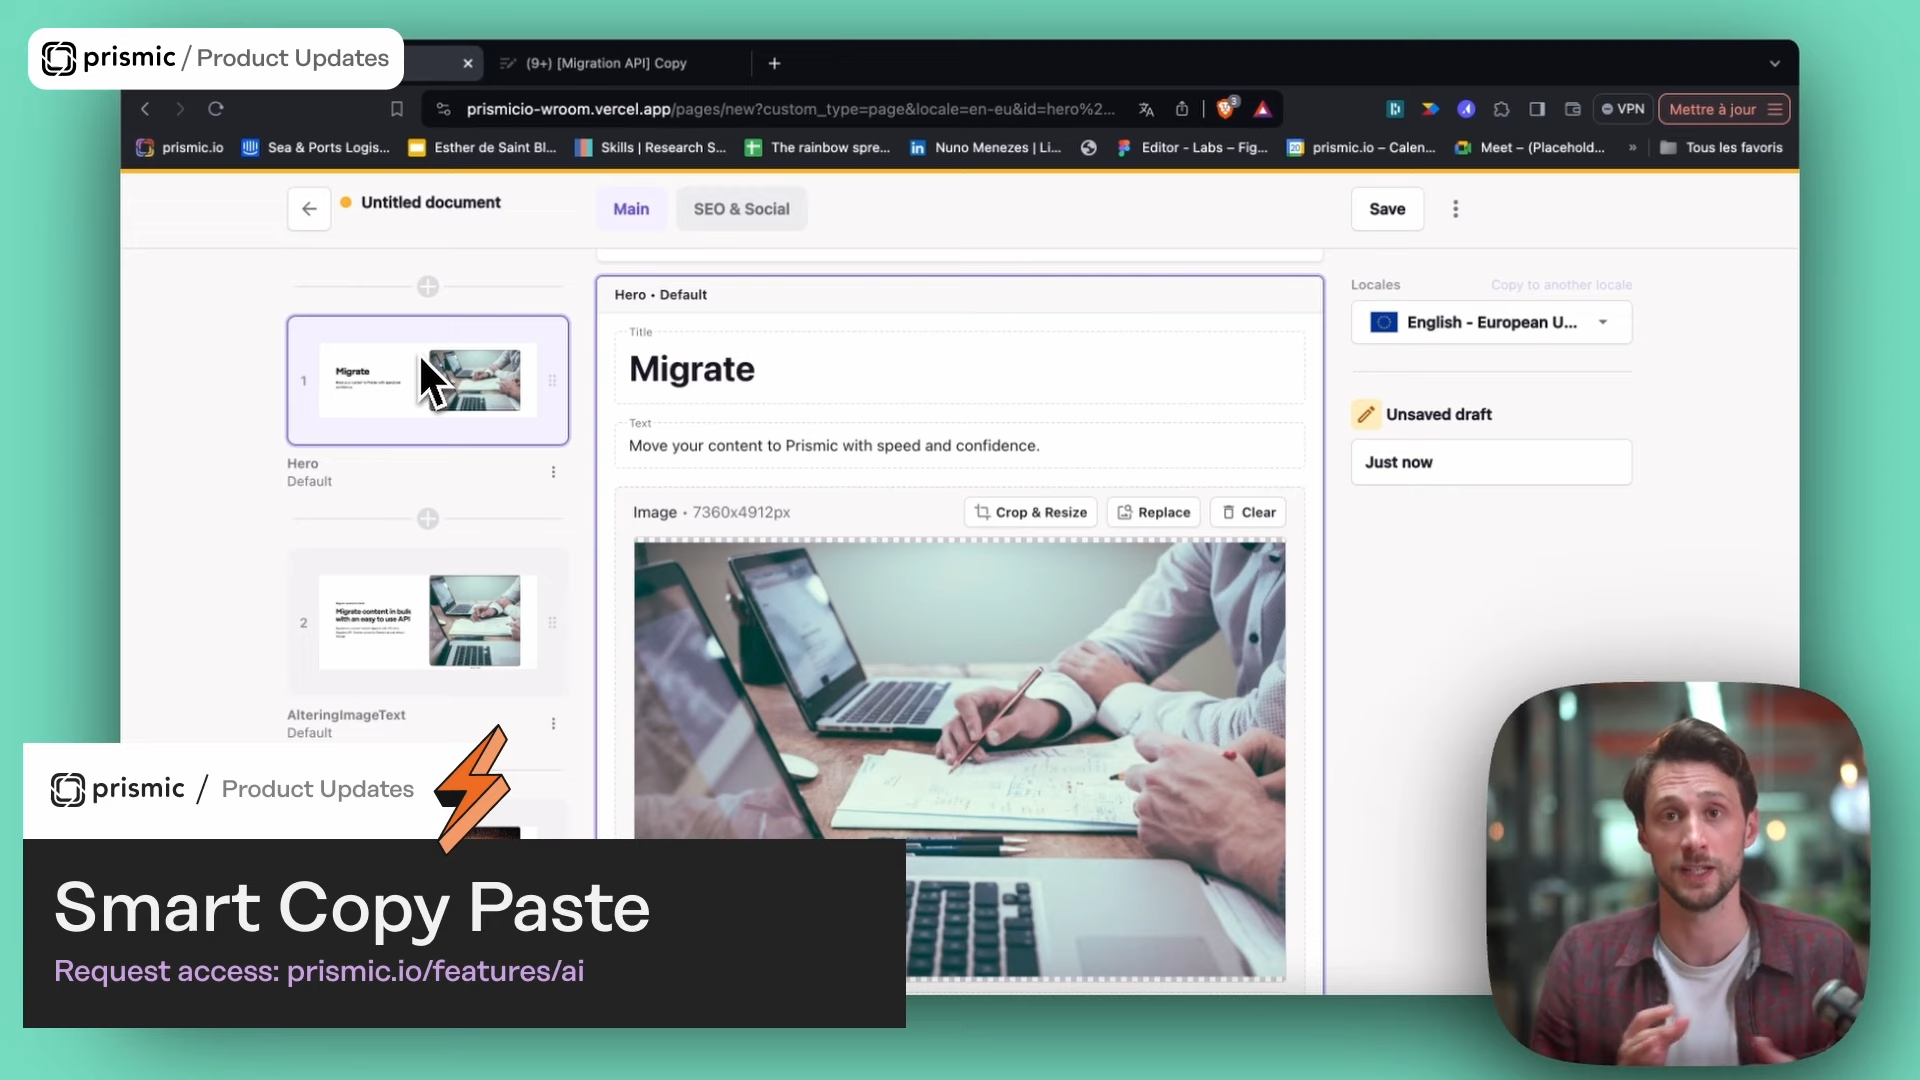 prismic / Product Updates
(9+) [Migration API] Copy
prismicio-wroom.vercel.app/pages/new?custom_type=page&locale=en-eu&id=hero%2...
3
VPN
Mettre à jour
prismic.io
Sea & Ports Logis...
Esther de Saint Bl...
Skills | Research S...
The rainbow spre...
Nuno Menezes | Li...
Editor - Labs – Fig...
20
prismic.io – Calen...
Meet – (Placehold...
»
Tous les favoris
Untitled document
Main
SEO & Social
Save
Hero • Default
Locales
Copy to another locale
English - European U...
Title
Migrate
1
Migrate
Hero
Default
Text
Move your content to Prismic with speed and confidence.
Unsaved draft
Just now
Image • 7360x4912px
Crop & Resize
Replace
Clear
2
Migrate content in bulk
with an easy to use API
AlteringImageText
Default
prismic / Product Updates
Smart Copy Paste
Request access: prismic.io/features/ai